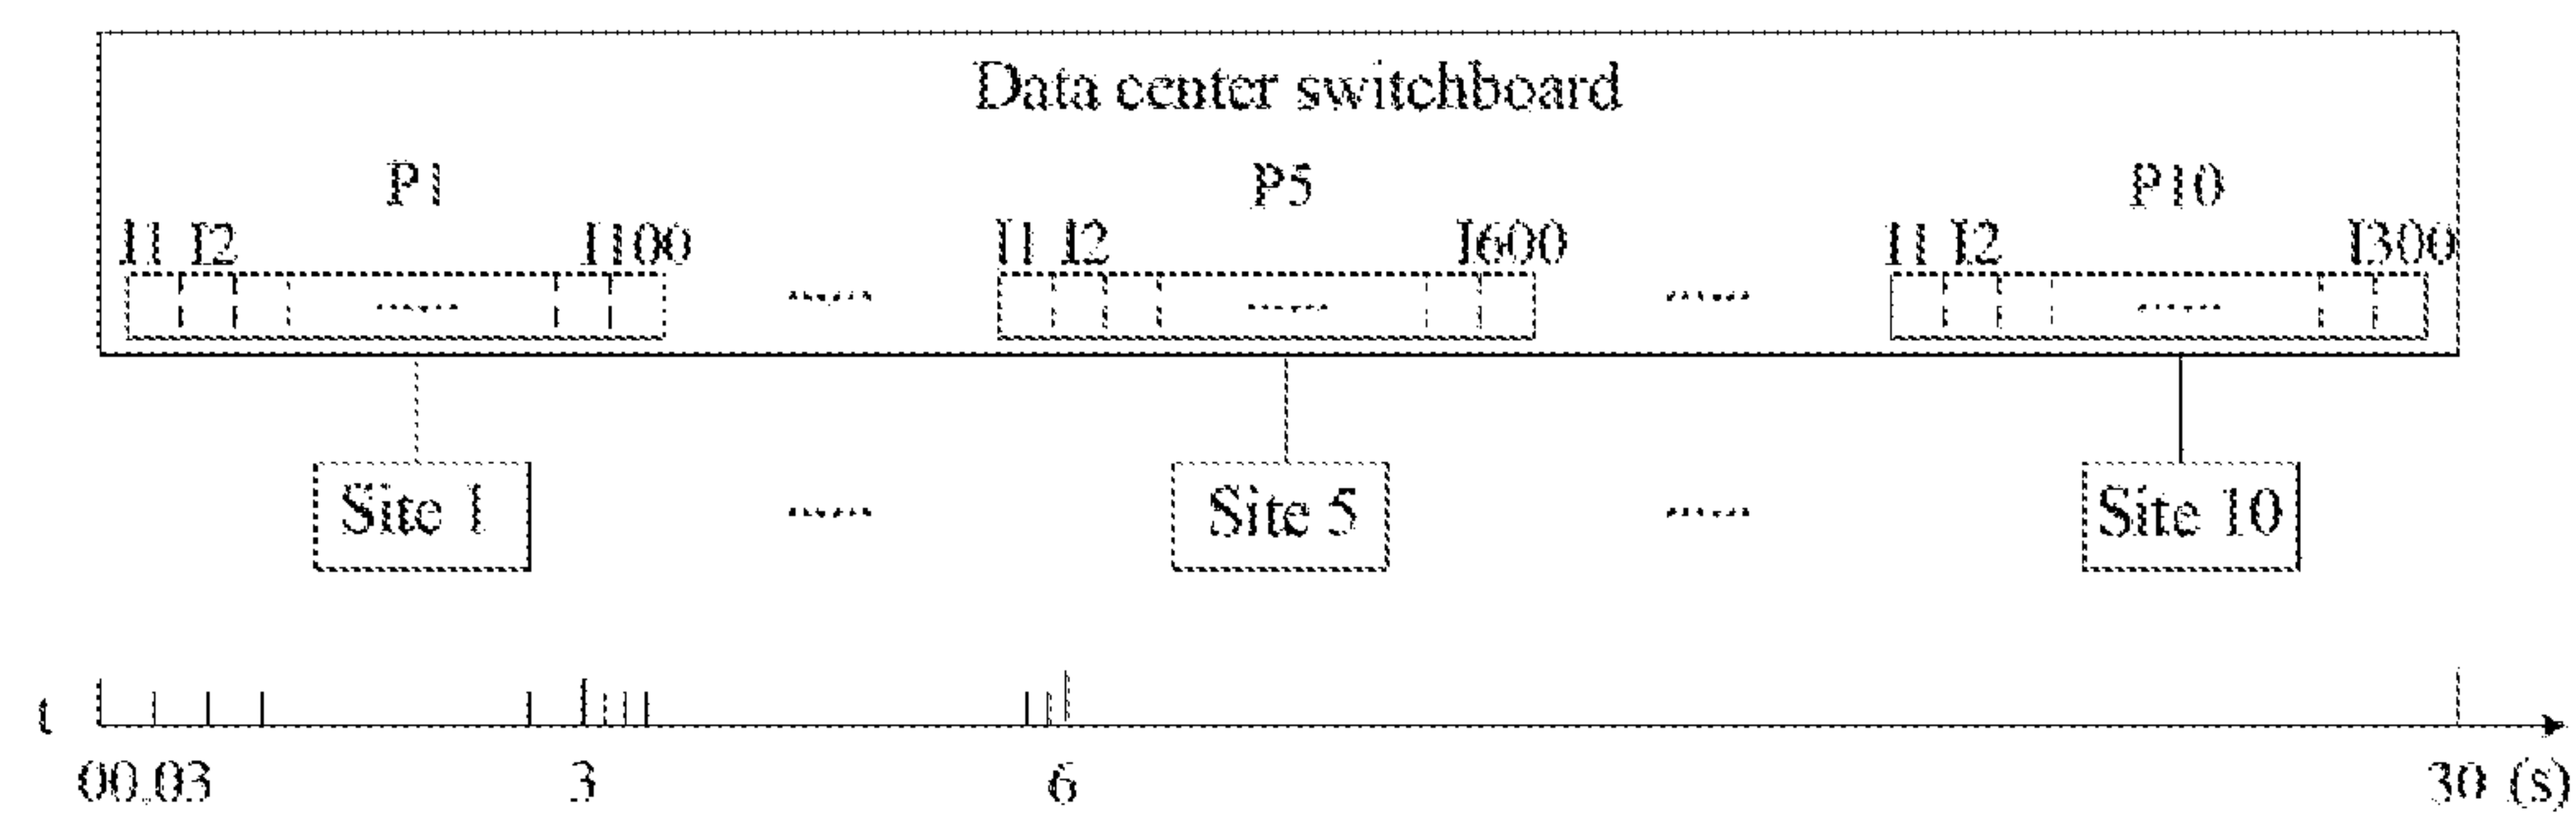 Data center switchboard
P1 P5 P10
I1 I2 I100 I1 I2 I600 I1 I2 I300
...... ...... ...... ...... ......
Site 1 ...... Site 5 ...... Site 10
t
0 0.03 3 6 30 (s)